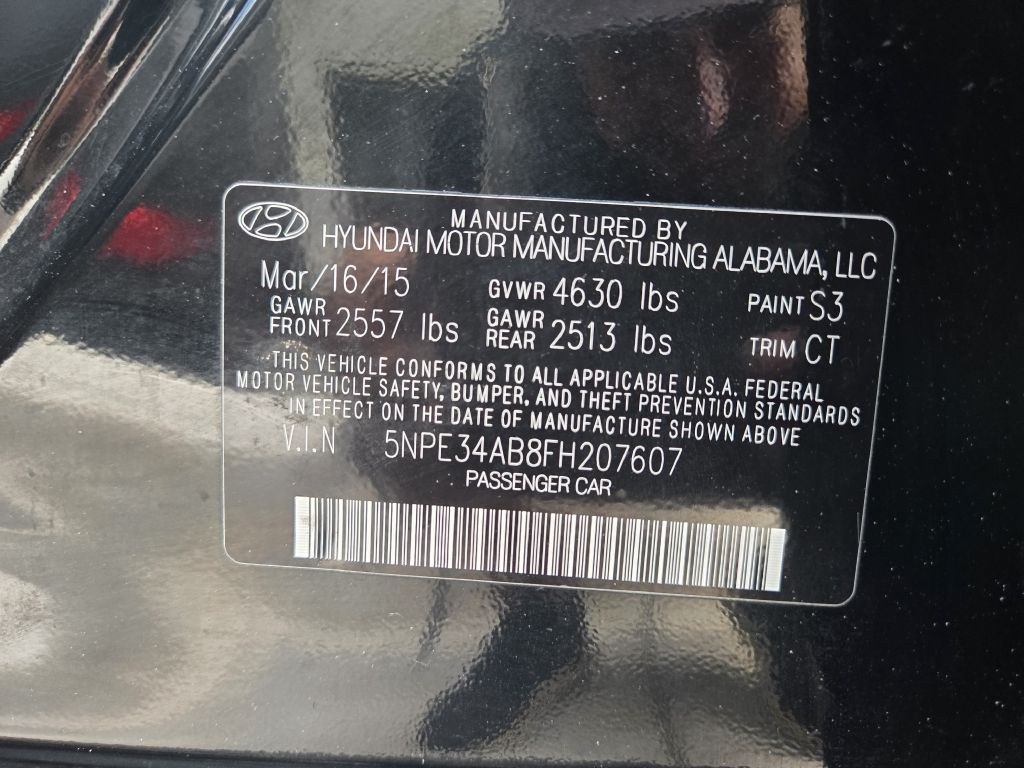 MANUFACTURED BY
HYUNDAI MOTOR MANUFACTURING ALABAMA, LLC
Mar/16/15 GVWR 4630 lbs PAINT S3
GAWR FRONT 2557 lbs GAWR REAR 2513 lbs TRIM CT
THIS VEHICLE CONFORMS TO ALL APPLICABLE U.S.A. FEDERAL
MOTOR VEHICLE SAFETY, BUMPER, AND THEFT PREVENTION STANDARDS
IN EFFECT ON THE DATE OF MANUFACTURE SHOWN ABOVE
V.I.N 5NPE34AB8FH207607
PASSENGER CAR